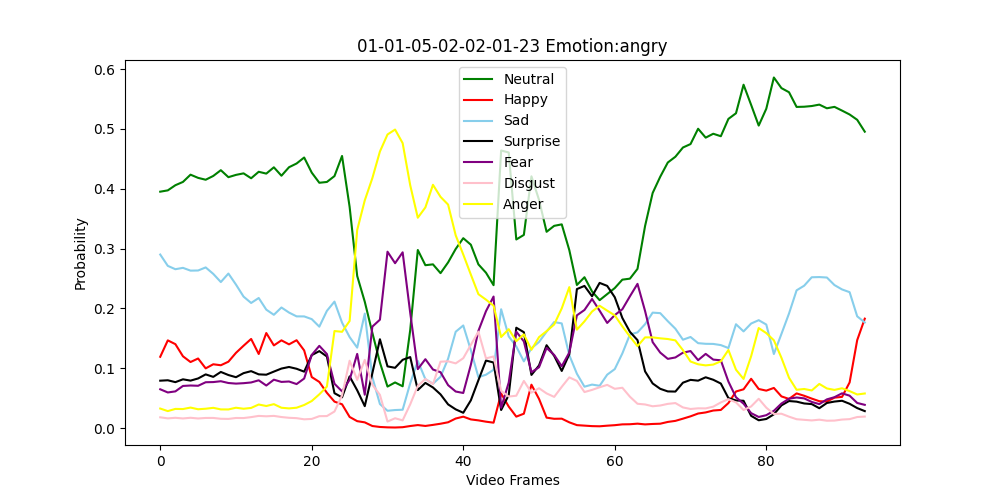 01-01-05-02-02-01-23 Emotion:angry
0.6
0.5
0.4
0.3
0.2
0.1
0.0
Probability
Neutral
Happy
Sad
Surprise
Fear
Disgust
Anger
0 20 40 60 80
Video Frames